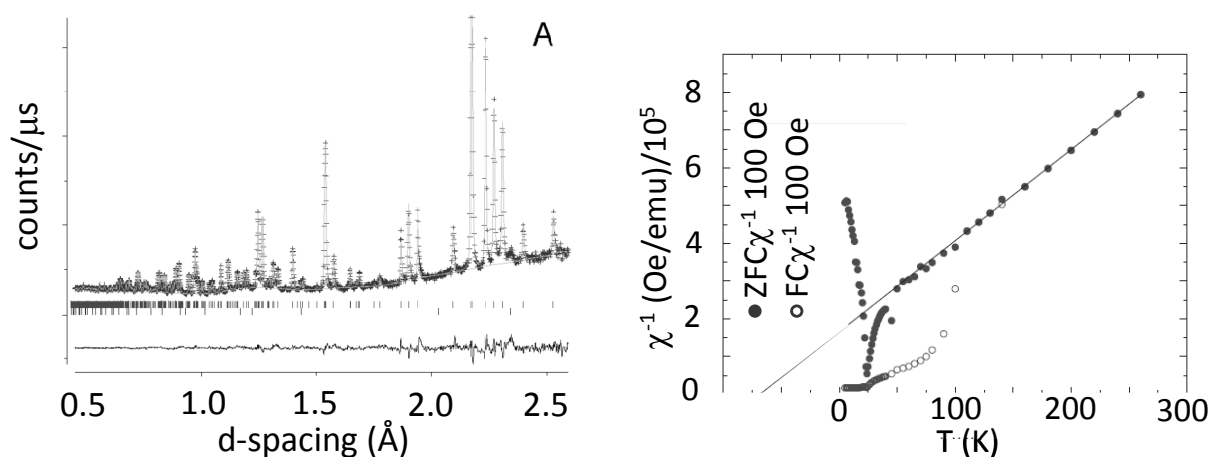 A
counts/μs
0.5 1.0 1.5 2.0 2.5
d-spacing (Å)
χ⁻¹ (Oe/emu)/10⁵
8
6
4
2
0
ZFCχ⁻¹ 100 Oe
FCχ⁻¹ 100 Oe
0 100 200 300
T (K)